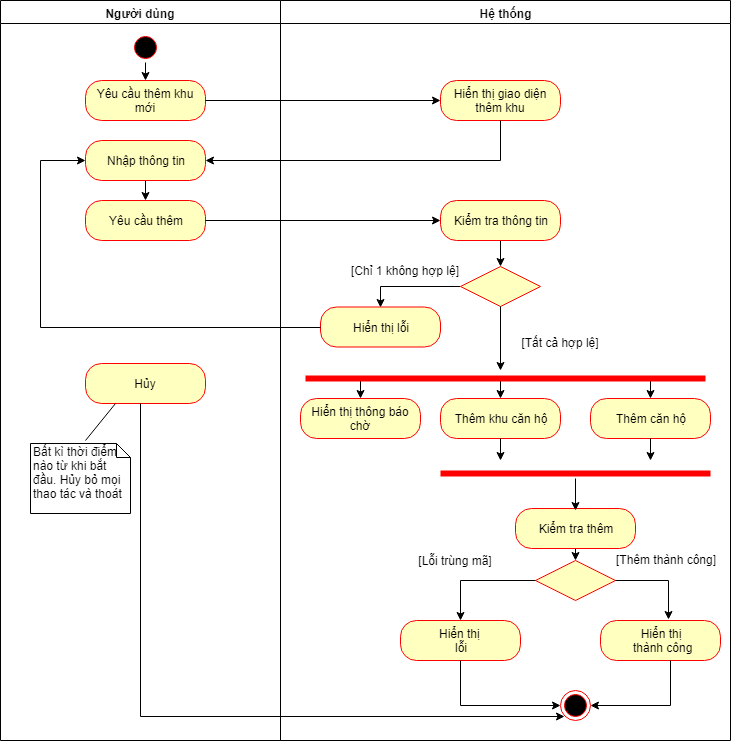 Người dùng
Hệ thống
Yêu cầu thêm khu
mới
Hiển thị giao diện
thêm khu
Nhập thông tin
Yêu cầu thêm
Kiểm tra thông tin
[Chỉ 1 không hợp lệ]
Hiển thị lỗi
[Tất cả hợp lệ]
Hủy
Hiển thị thông báo
chờ
Thêm khu căn hộ
Thêm căn hộ
Bất kì thời điểm
nào từ khi bắt
đầu. Hủy bỏ mọi
thao tác và thoát
Kiểm tra thêm
[Lỗi trùng mã]
[Thêm thành công]
Hiển thị
lỗi
Hiển thị
thành công